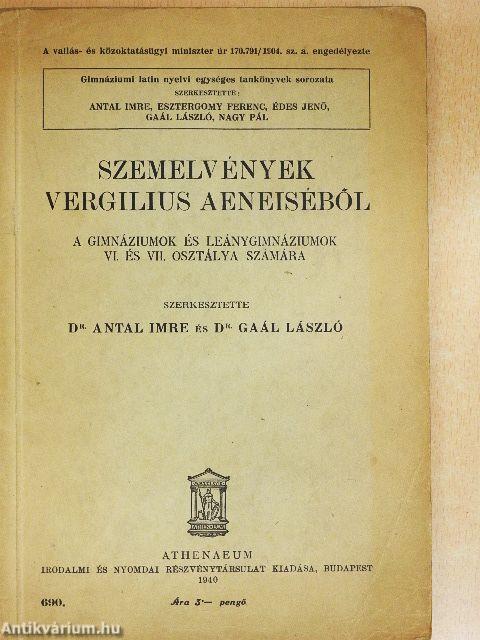 A vallás- és közoktatásügyi miniszter úr 170.791/1904. sz. a. engedélyezte
Gimnáziumi latin nyelvi egységes tankönyvek sorozata
SZERKESZTETTE:
ANTAL IMRE, ESZTERGOMY FERENC, ÉDES JENŐ,
GAÁL LÁSZLÓ, NAGY PÁL
SZEMELVÉNYEK
VERGILIUS AENEISÉBŐL
A GIMNÁZIUMOK ÉS LEÁNYGIMNÁZIUMOK
VI. ÉS VII. OSZTÁLYA SZÁMÁRA
SZERKESZTETTE
DR. ANTAL IMRE ÉS DR. GAÁL LÁSZLÓ
ATHENAEUM
IRODALMI ÉS NYOMDAI RÉSZVÉNYTÁRSULAT KIADÁSA, BUDAPEST
1940
690. Ára 3·— pengő
Antikvárium.hu